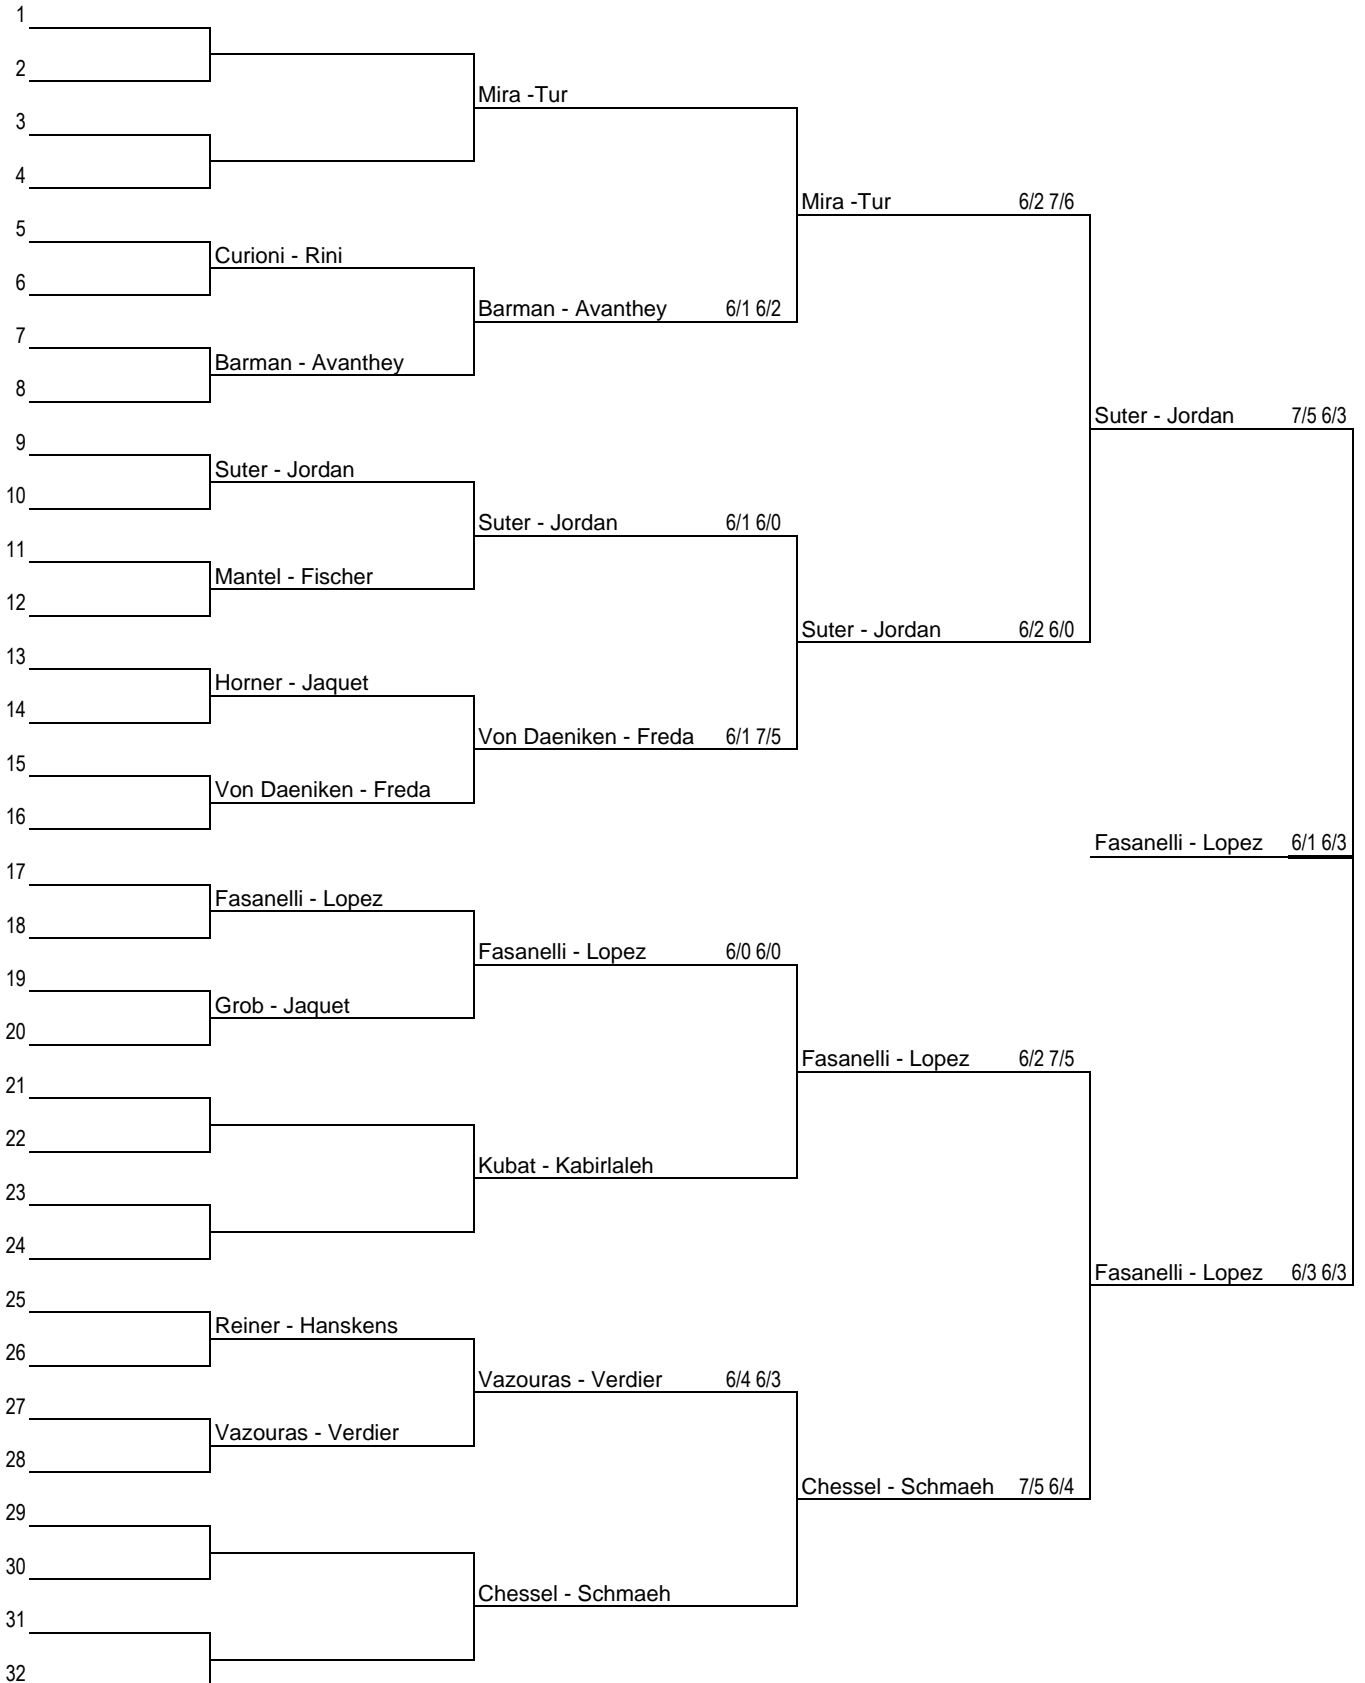 1
2
Mira -Tur
3
4
Mira -Tur 6/2 7/6
5
Curioni - Rini
6
Barman - Avanthey 6/1 6/2
7
Barman - Avanthey
8
Suter - Jordan 7/5 6/3
9
Suter - Jordan
10
Suter - Jordan 6/1 6/0
11
Mantel - Fischer
12
Suter - Jordan 6/2 6/0
13
Horner - Jaquet
14
Von Daeniken - Freda 6/1 7/5
15
Von Daeniken - Freda
16
Fasanelli - Lopez 6/1 6/3
17
Fasanelli - Lopez
18
Fasanelli - Lopez 6/0 6/0
19
Grob - Jaquet
20
Fasanelli - Lopez 6/2 7/5
21
22
Kubat - Kabirlaleh
23
24
Fasanelli - Lopez 6/3 6/3
25
Reiner - Hanskens
26
Vazouras - Verdier 6/4 6/3
27
Vazouras - Verdier
28
Chessel - Schmaeh 7/5 6/4
29
30
Chessel - Schmaeh
31
32